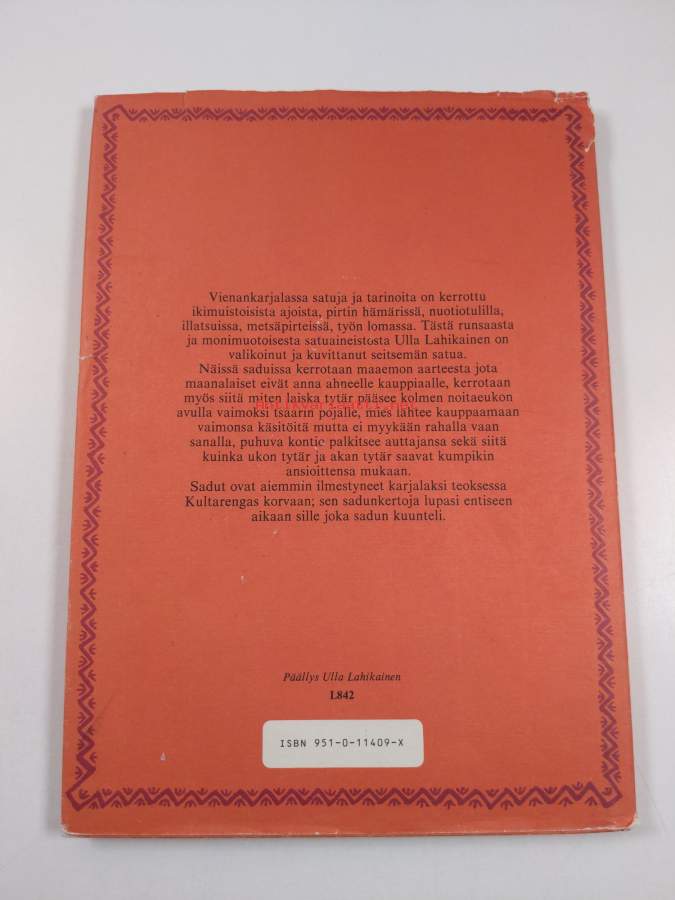 Vienankarjalassa satuja ja tarinoita on kerrottu
ikimuistoisista ajoista, pirtin hämärissä, nuotiotulilla,
illatsuissa, metsäpirteissä, työn lomassa. Tästä runsaasta
ja monimuotoisesta satuaineistosta Ulla Lahikainen on
valikoinut ja kuvittanut seitsemän satua.
Näissä saduissa kerrotaan maaemon aarteesta jota
maanalaiset eivät anna ahneelle kauppiaalle, kerrotaan
myös siitä miten laiska tytär pääsee kolmen noitaeukon
avulla vaimoksi tsaarin pojalle, mies lähtee kauppaamaan
vaimonsa käsitöitä mutta ei myykään rahalla vaan
sanalla, puhuva kontio palkitsee auttajansa sekä siitä
kuinka ukon tytär ja akan tytär saavat kumpikin
ansioittensa mukaan.
Sadut ovat aiemmin ilmestyneet karjalaksi teoksessa
Kultarengas korvaan; sen sadunkertoja lupasi entiseen
aikaan sille joka sadun kuunteli.
Päällys Ulla Lahikainen
L842
ISBN 951-0-11409-X